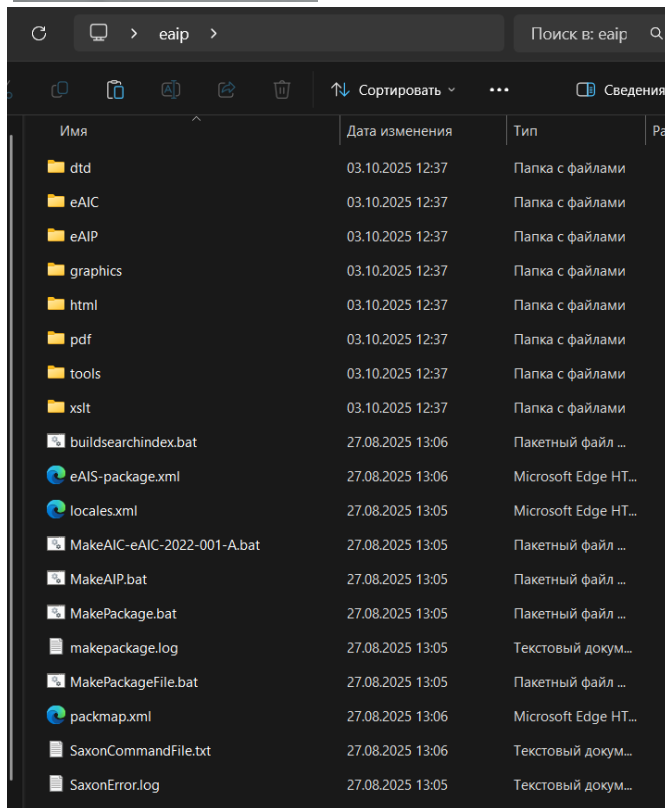 eaip
Поиск в: eaip
Сортировать
Сведения
Имя Дата изменения Тип
dtd 03.10.2025 12:37 Папка с файлами
eAIC 03.10.2025 12:37 Папка с файлами
eAIP 03.10.2025 12:37 Папка с файлами
graphics 03.10.2025 12:37 Папка с файлами
html 03.10.2025 12:37 Папка с файлами
pdf 03.10.2025 12:37 Папка с файлами
tools 03.10.2025 12:37 Папка с файлами
xslt 03.10.2025 12:37 Папка с файлами
buildsearchindex.bat 27.08.2025 13:06 Пакетный файл ...
eAIS-package.xml 27.08.2025 13:06 Microsoft Edge HT...
locales.xml 27.08.2025 13:05 Microsoft Edge HT...
MakeAIC-eAIC-2022-001-A.bat 27.08.2025 13:05 Пакетный файл ...
MakeAIP.bat 27.08.2025 13:05 Пакетный файл ...
MakePackage.bat 27.08.2025 13:05 Пакетный файл ...
makepackage.log 27.08.2025 13:05 Текстовый докум...
MakePackageFile.bat 27.08.2025 13:05 Пакетный файл ...
packmap.xml 27.08.2025 13:06 Microsoft Edge HT...
SaxonCommandFile.txt 27.08.2025 13:06 Текстовый докум...
SaxonError.log 27.08.2025 13:05 Текстовый докум...